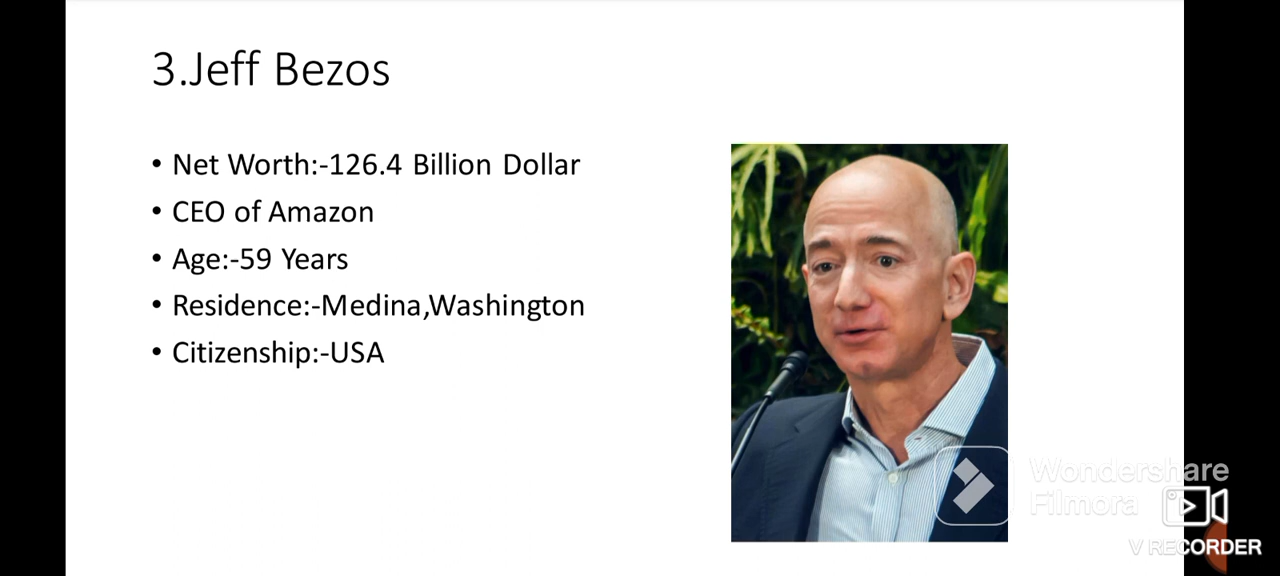 3.Jeff Bezos
• Net Worth:-126.4 Billion Dollar
• CEO of Amazon
• Age:-59 Years
• Residence:-Medina,Washington
• Citizenship:-USA
Wondershare
Filmora
V RECORDER